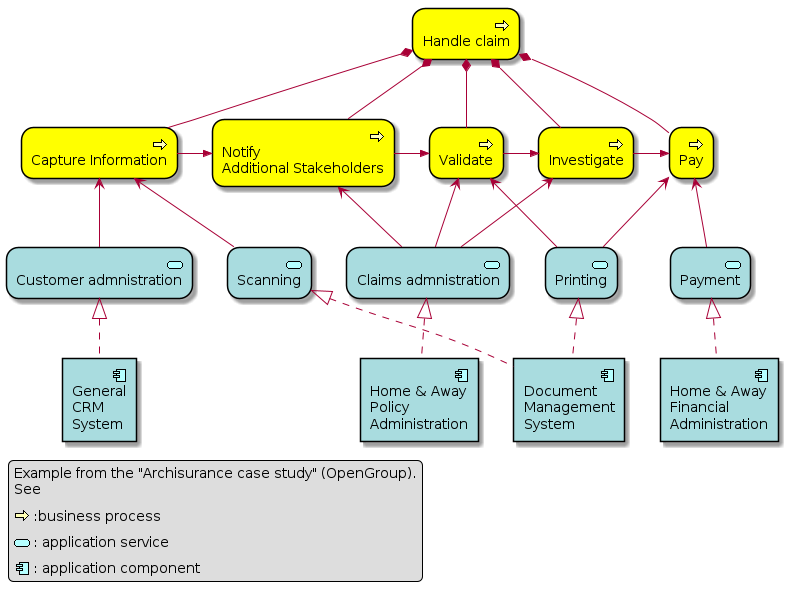 Handle claim
Capture Information
Notify
Additional Stakeholders
Validate
Investigate
Pay
Customer admnistration
Scanning
Claims admnistration
Printing
Payment
General
CRM
System
Home & Away
Policy
Administration
Document
Management
System
Home & Away
Financial
Administration
Example from the "Archisurance case study" (OpenGroup).
See
:business process
: application service
: application component